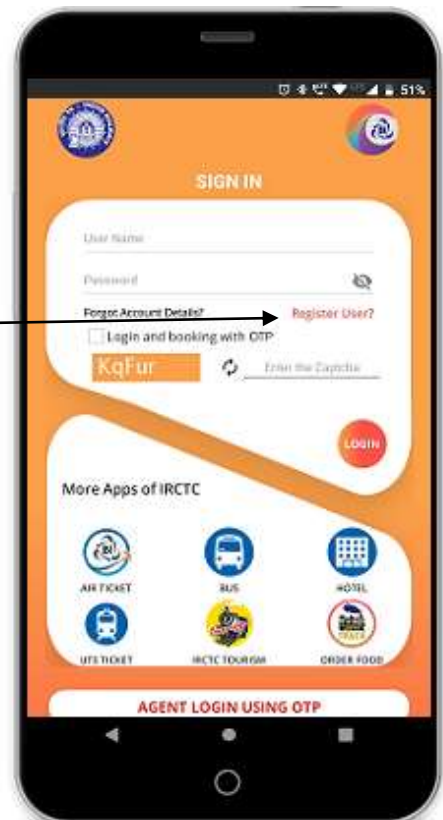 51%
SIGN IN
User Name
Password
Forgot Account Details? Register User?
Login and booking with OTP
KqFur Enter the Captcha
LOGIN
More Apps of IRCTC
AIR TICKET BUS HOTEL
UTS TICKET IRCTC TOURISM ORDER FOOD
AGENT LOGIN USING OTP